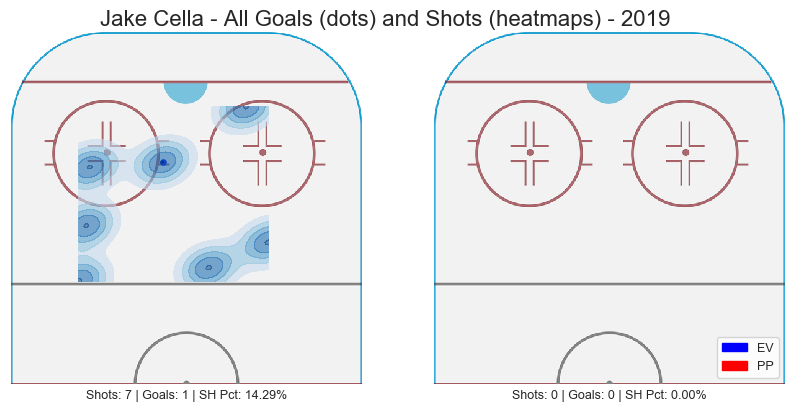 Jake Cella - All Goals (dots) and Shots (heatmaps) - 2019
EV
PP
Shots: 7 | Goals: 1 | SH Pct: 14.29%
Shots: 0 | Goals: 0 | SH Pct: 0.00%